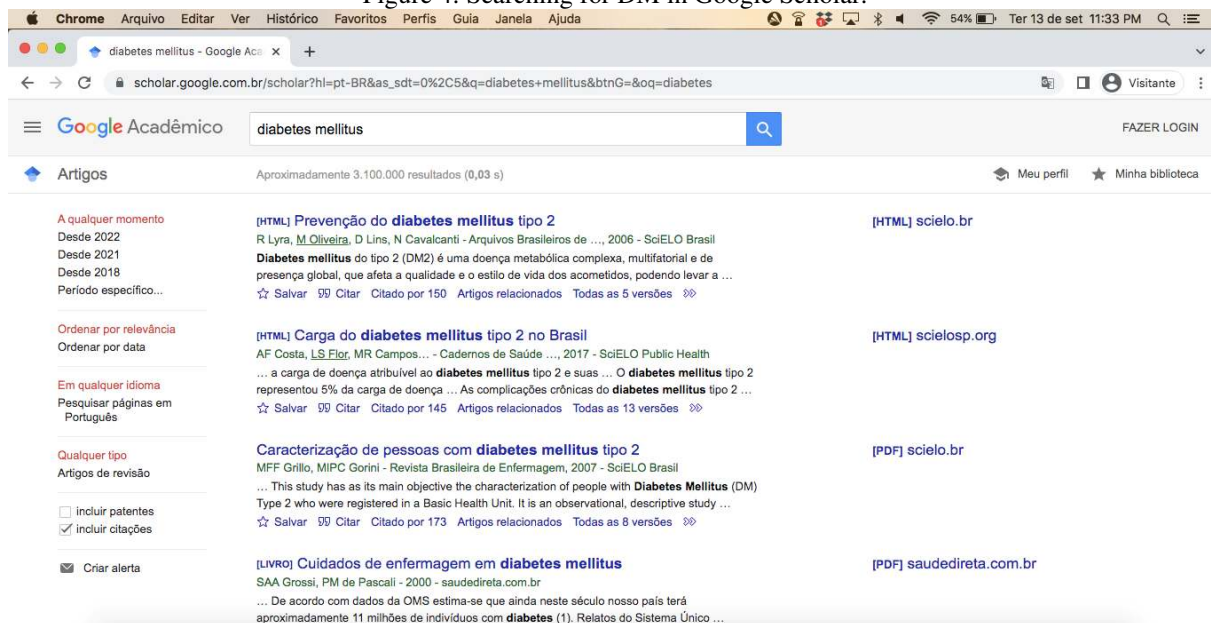 Figure 4. Searching for DM in Google Scholar.
Chrome Arquivo Editar Ver Histórico Favoritos Perfis Guia Janela Ajuda 54% Ter 13 de set 11:33 PM
diabetes mellitus - Google Aca
scholar.google.com.br/scholar?hl=pt-BR&as_sdt=0%2C5&q=diabetes+mellitus&btnG=&oq=diabetes Visitante
Google Acadêmico diabetes mellitus FAZER LOGIN
Artigos Aproximadamente 3.100.000 resultados (0,03 s) Meu perfil Minha biblioteca
A qualquer momento
Desde 2022
Desde 2021
Desde 2018
Período específico...
Ordenar por relevância
Ordenar por data
Em qualquer idioma
Pesquisar páginas em
Português
Qualquer tipo
Artigos de revisão
incluir patentes
incluir citações
Criar alerta
[HTML] Prevenção do diabetes mellitus tipo 2
R Lyra, M Oliveira, D Lins, N Cavalcanti - Arquivos Brasileiros de ..., 2006 - SciELO Brasil
Diabetes mellitus do tipo 2 (DM2) é uma doença metabólica complexa, multifatorial e de
presença global, que afeta a qualidade e o estilo de vida dos acometidos, podendo levar a ...
Salvar Citar Citado por 150 Artigos relacionados Todas as 5 versões
[HTML] scielo.br
[HTML] Carga do diabetes mellitus tipo 2 no Brasil
AF Costa, LS Flor, MR Campos... - Cadernos de Saúde ..., 2017 - SciELO Public Health
... a carga de doença atribuível ao diabetes mellitus tipo 2 e suas ... O diabetes mellitus tipo 2
representou 5% da carga de doença ... As complicações crônicas do diabetes mellitus tipo 2 ...
Salvar Citar Citado por 145 Artigos relacionados Todas as 13 versões
[HTML] scielosp.org
Caracterização de pessoas com diabetes mellitus tipo 2
MFF Grillo, MIPC Gorini - Revista Brasileira de Enfermagem, 2007 - SciELO Brasil
... This study has as its main objective the characterization of people with Diabetes Mellitus (DM)
Type 2 who were registered in a Basic Health Unit. It is an observational, descriptive study ...
Salvar Citar Citado por 173 Artigos relacionados Todas as 8 versões
[PDF] scielo.br
[LIVRO] Cuidados de enfermagem em diabetes mellitus
SAA Grossi, PM de Pascali - 2000 - saudedireta.com.br
... De acordo com dados da OMS estima-se que ainda neste século nosso país terá
aproximadamente 11 milhões de indivíduos com diabetes (1). Relatos do Sistema Único ...
[PDF] saudedireta.com.br